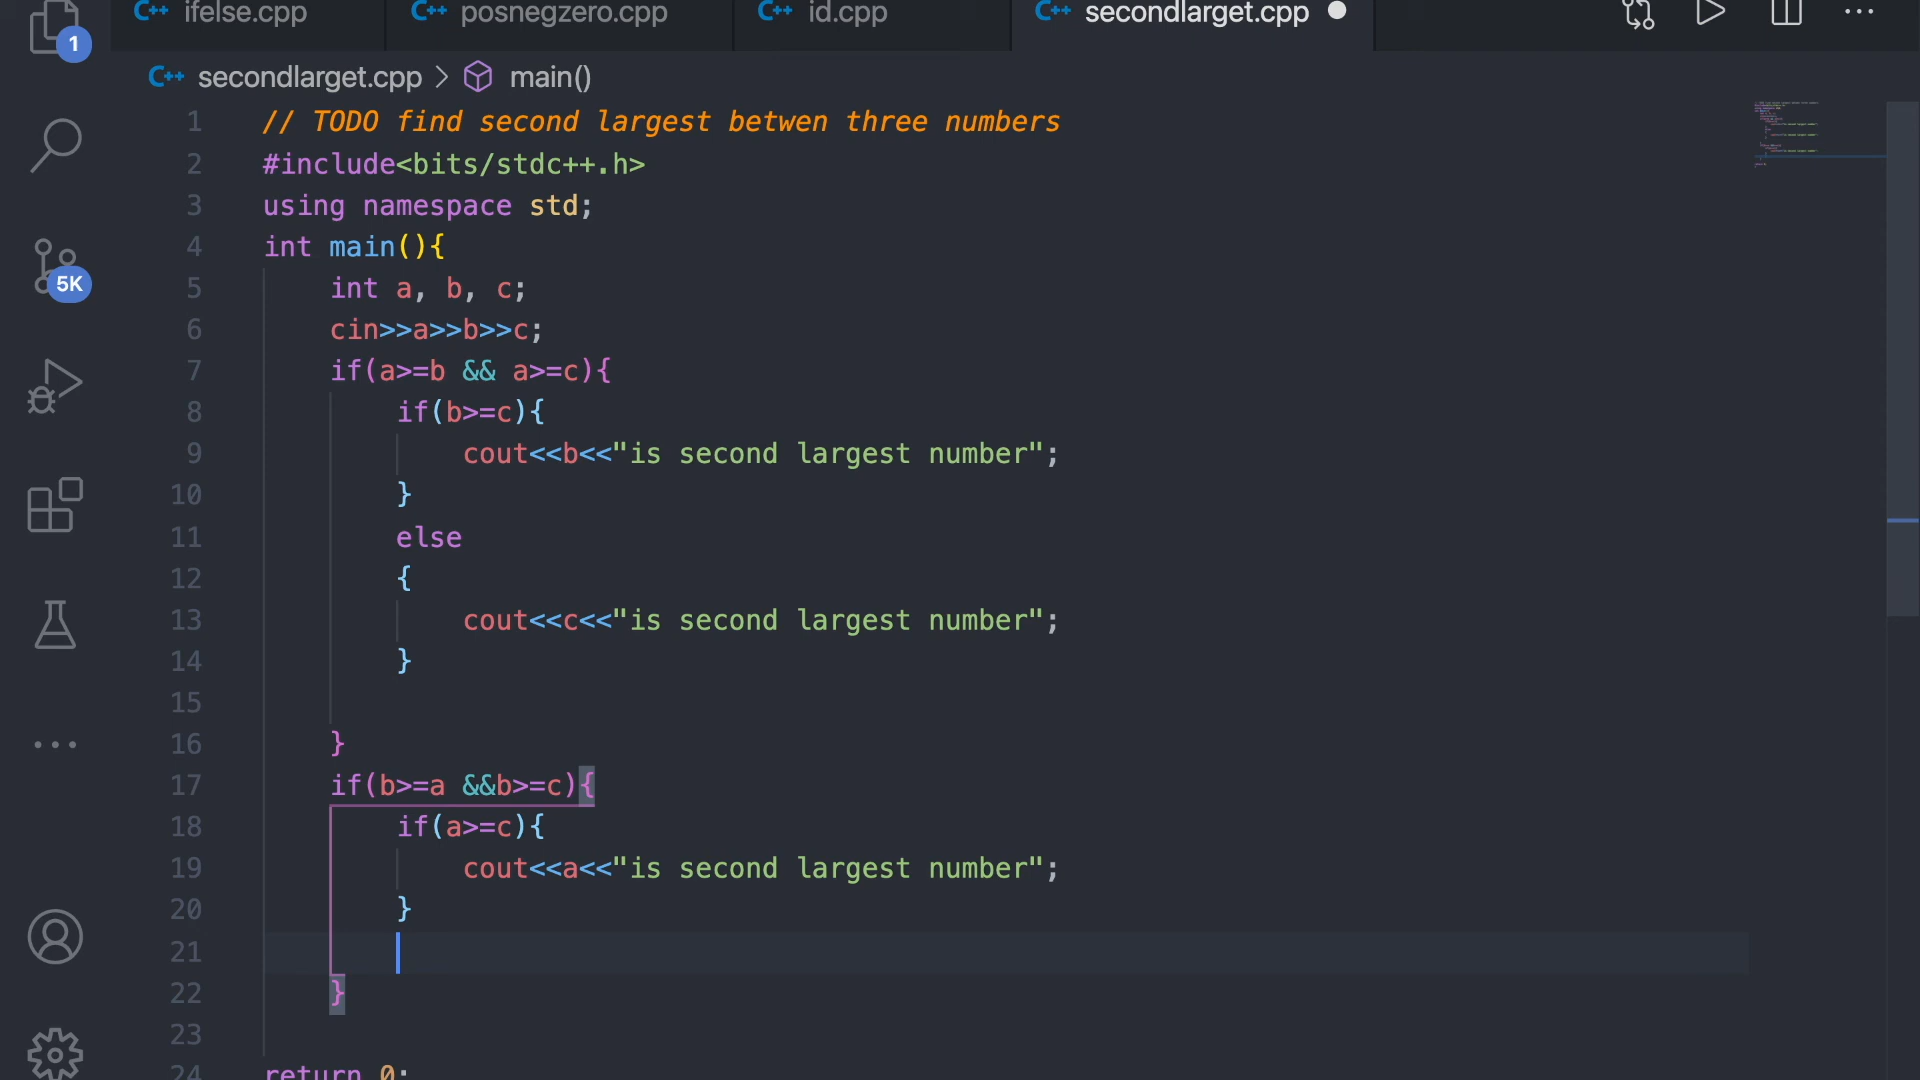 ifelse.cpp posnegzero.cpp id.cpp secondlarget.cpp
1
secondlarget.cpp > main()
1 // TODO find second largest betwen three numbers
2 #include<bits/stdc++.h>
3 using namespace std;
4 int main(){
5 int a, b, c;
6 cin>>a>>b>>c;
5K
7 if(a>=b && a>=c){
8 if(b>=c){
9 cout<<b<<"is second largest number";
10 }
11 else
12 {
13 cout<<c<<"is second largest number";
14 }
15
16 }
17 if(b>=a &&b>=c){
18 if(a>=c){
19 cout<<a<<"is second largest number";
20 }
21
22 }
23
24 return 0;